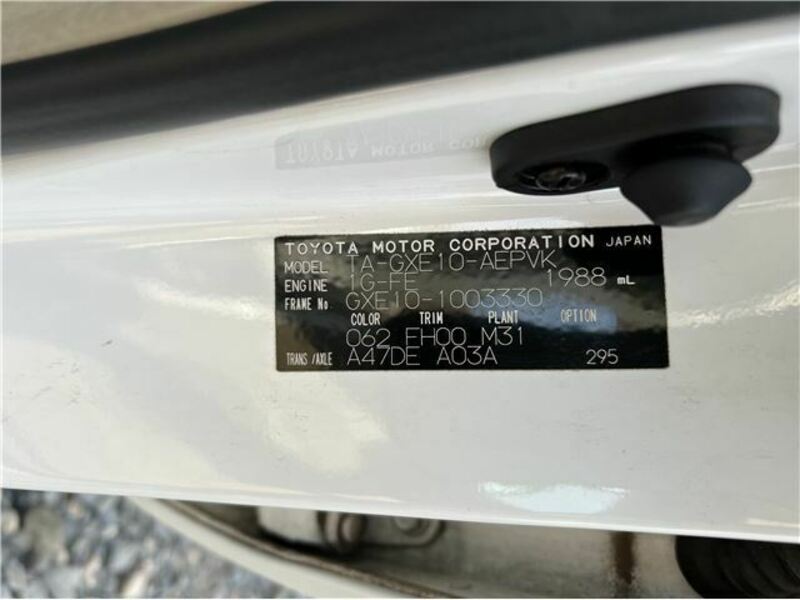 TOYOTA MOTOR CORPORATION JAPAN
MODEL TA-GXE10-AEPVK
ENGINE 1G-FE 1988 mL
FRAME No GXE10-1003330
COLOR TRIM PLANT OPTION
062 FH00 M31
TRANS/AXLE A47DE A03A 295